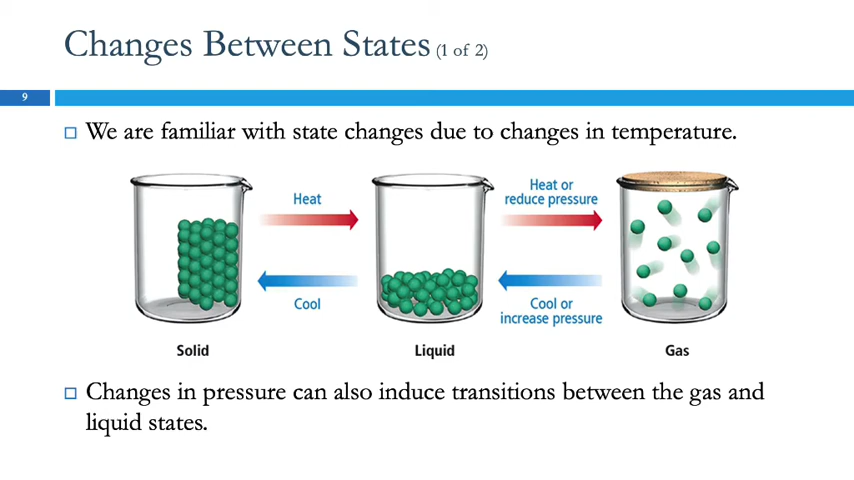 Changes Between States (1 of 2)
9
We are familiar with state changes due to changes in temperature.
Heat
Cool
Heat or
reduce pressure
Cool or
increase pressure
Solid
Liquid
Gas
Changes in pressure can also induce transitions between the gas and
liquid states.